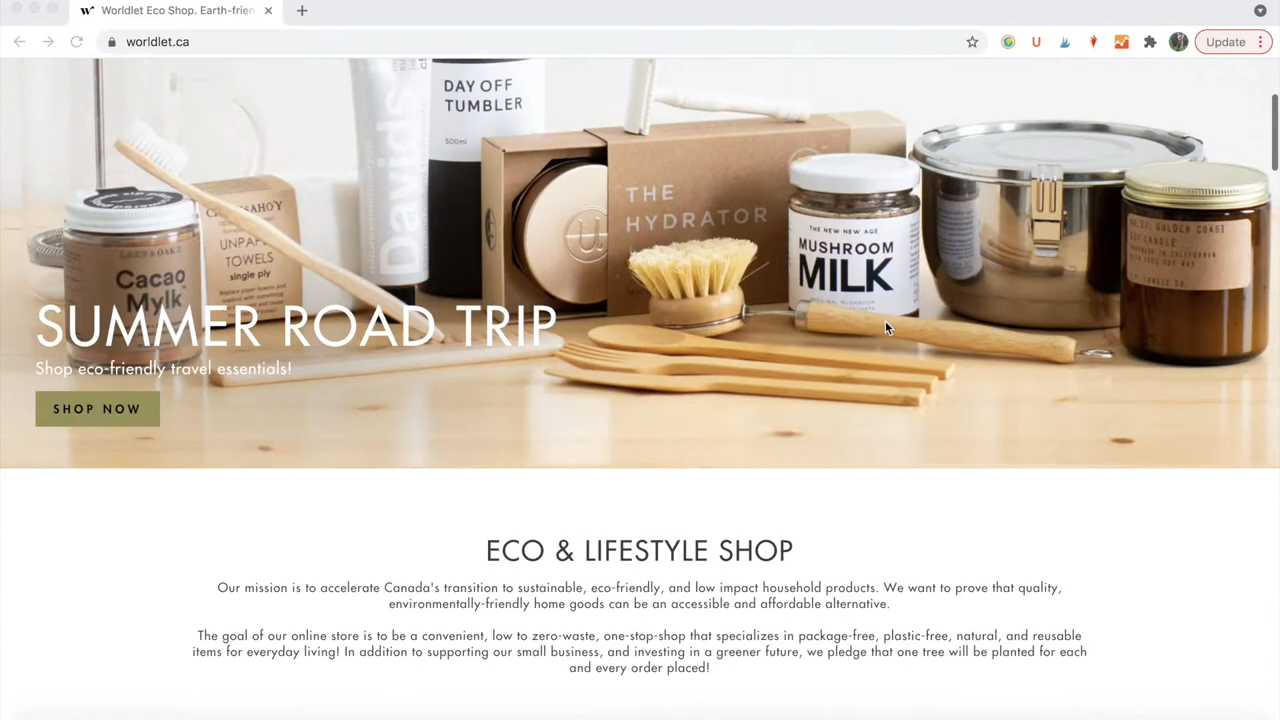 Worldlet Eco Shop. Earth-frien
worldlet.ca
Update
DAY OFF
TUMBLER
500ml
Davids
THE
HYDRATOR
u
THE NEW NEW AGE
MUSHROOM
MILK
GOLDEN COAST
SOY CANDLE
UNPAPER
TOWELS
single ply
Cacao
Mylk
SUMMER ROAD TRIP
Shop eco-friendly travel essentials!
SHOP NOW
ECO & LIFESTYLE SHOP
Our mission is to accelerate Canada's transition to sustainable, eco-friendly, and low impact household products. We want to prove that quality,
environmentally-friendly home goods can be an accessible and affordable alternative.
The goal of our online store is to be a convenient, low to zero-waste, one-stop-shop that specializes in package-free, plastic-free, natural, and reusable
items for everyday living! In addition to supporting our small business, and investing in a greener future, we pledge that one tree will be planted for each
and every order placed!